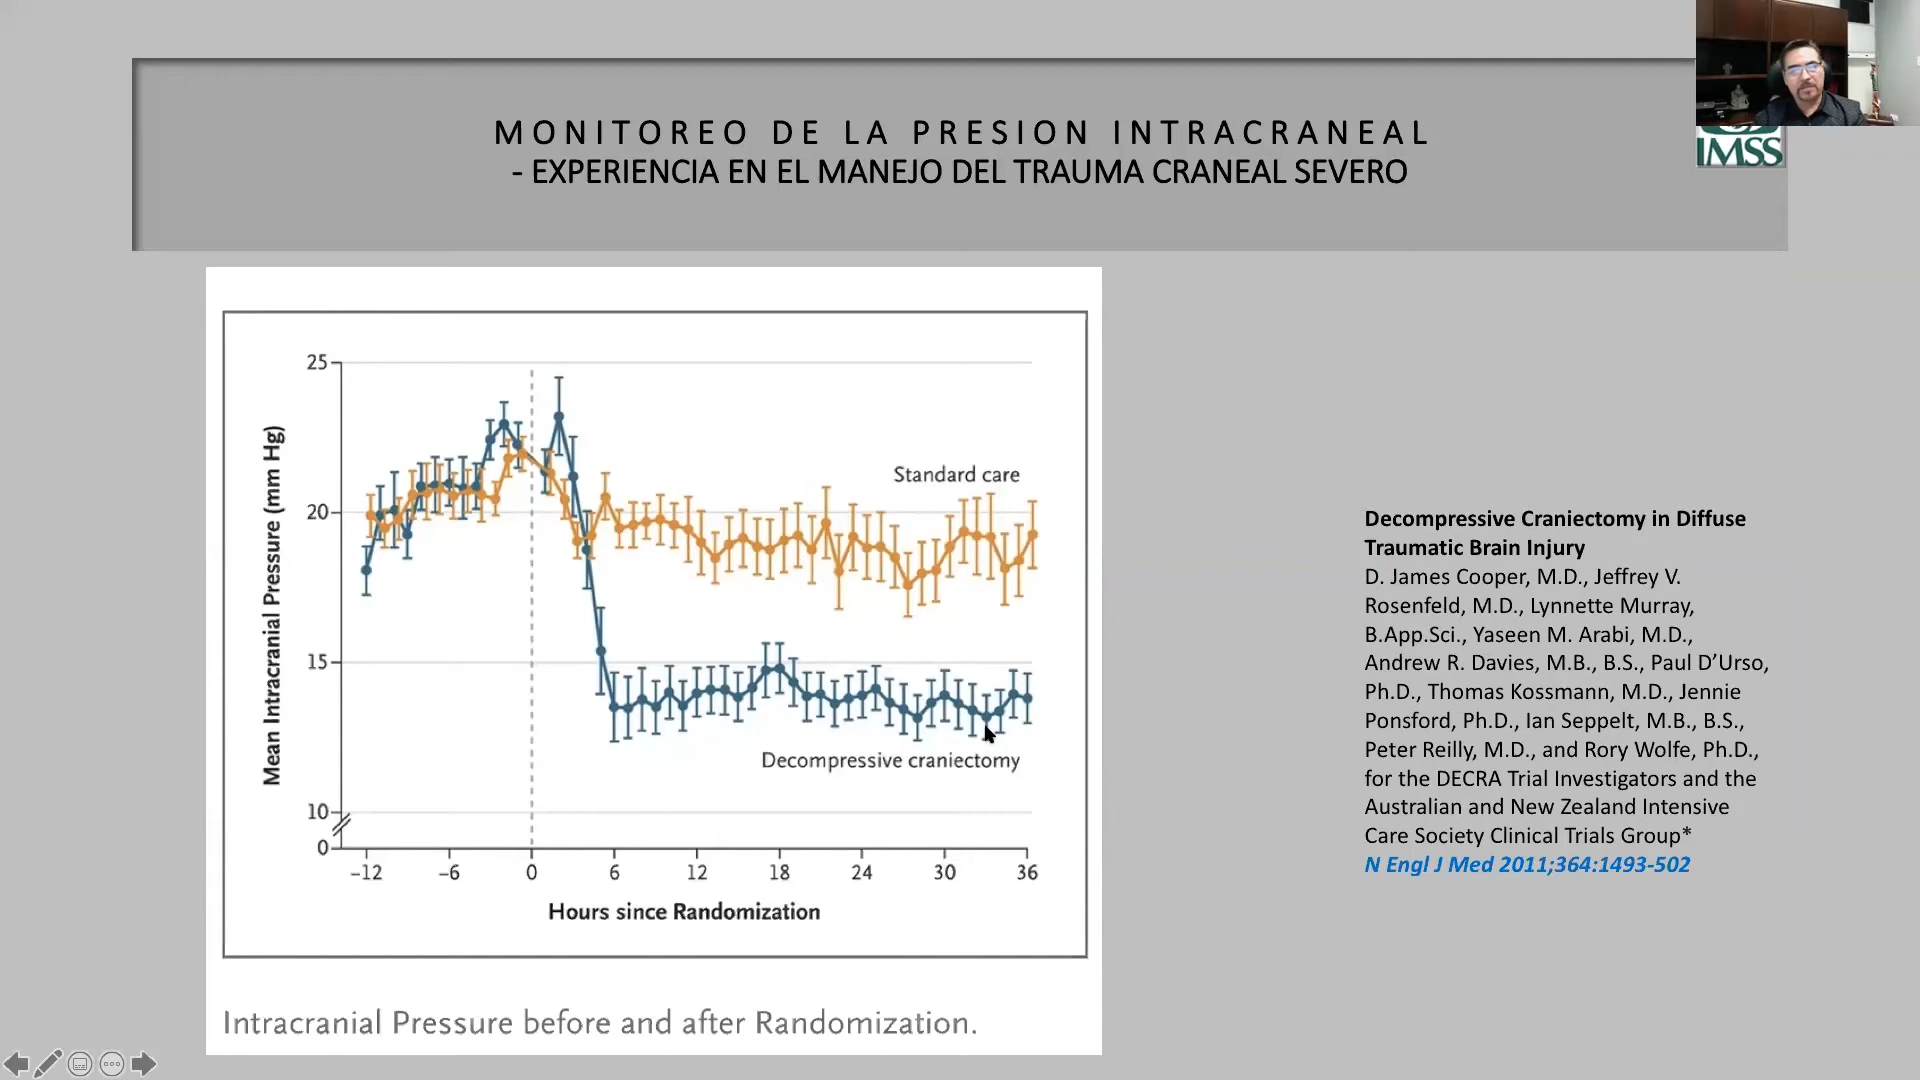 MONITOREO DE LA PRESION INTRACRANEAL
- EXPERIENCIA EN EL MANEJO DEL TRAUMA CRANEAL SEVERO
IMSS
25
20
15
10
0
Mean Intracranial Pressure (mm Hg)
Standard care
Decompressive craniectomy
-12 -6 0 6 12 18 24 30 36
Hours since Randomization
Intracranial Pressure before and after Randomization.
Decompressive Craniectomy in Diffuse
Traumatic Brain Injury
D. James Cooper, M.D., Jeffrey V.
Rosenfeld, M.D., Lynnette Murray,
B.App.Sci., Yaseen M. Arabi, M.D.,
Andrew R. Davies, M.B., B.S., Paul D’Urso,
Ph.D., Thomas Kossmann, M.D., Jennie
Ponsford, Ph.D., Ian Seppelt, M.B., B.S.,
Peter Reilly, M.D., and Rory Wolfe, Ph.D.,
for the DECRA Trial Investigators and the
Australian and New Zealand Intensive
Care Society Clinical Trials Group*
N Engl J Med 2011;364:1493-502